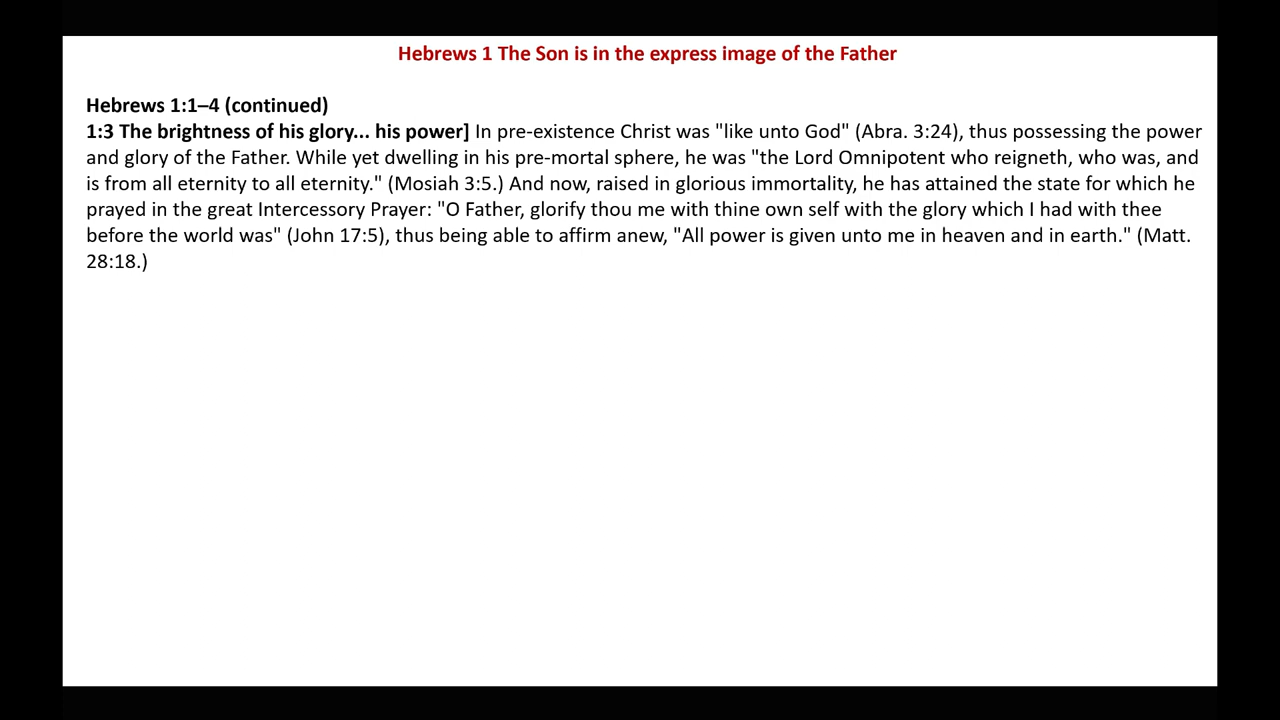 Hebrews 1 The Son is in the express image of the Father
Hebrews 1:1–4 (continued)
1:3 The brightness of his glory... his power] In pre-existence Christ was "like unto God" (Abra. 3:24), thus possessing the power
and glory of the Father. While yet dwelling in his pre-mortal sphere, he was "the Lord Omnipotent who reigneth, who was, and
is from all eternity to all eternity." (Mosiah 3:5.) And now, raised in glorious immortality, he has attained the state for which he
prayed in the great Intercessory Prayer: "O Father, glorify thou me with thine own self with the glory which I had with thee
before the world was" (John 17:5), thus being able to affirm anew, "All power is given unto me in heaven and in earth." (Matt.
28:18.)